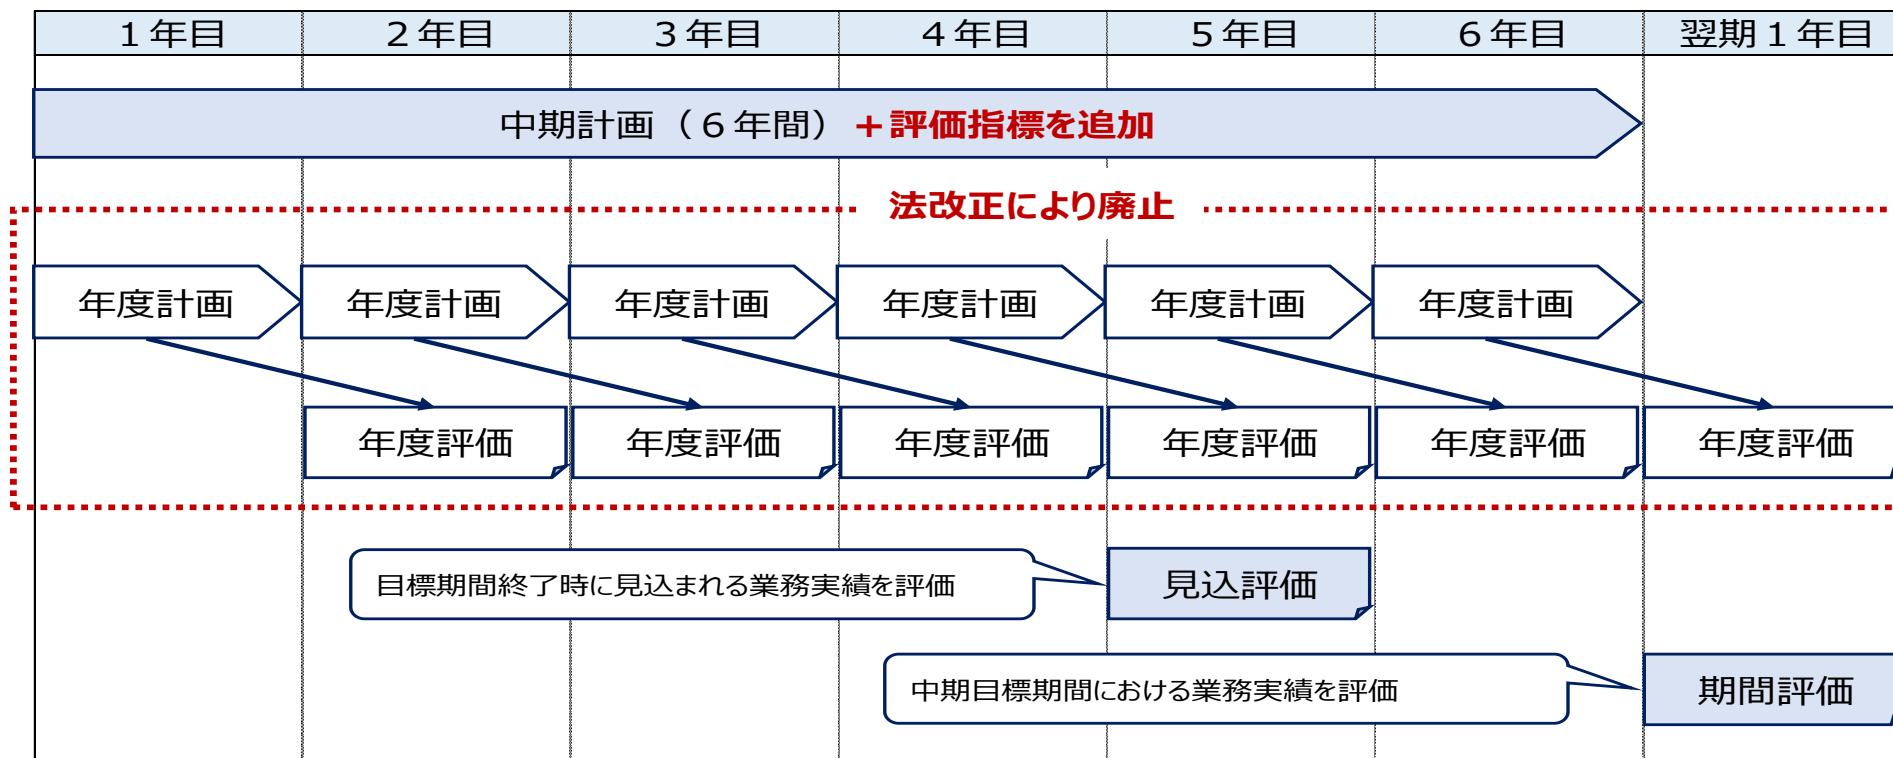 １年目 ２年目 ３年目 ４年目 ５年目 ６年目 翌期１年目
中期計画（６年間）＋評価指標を追加
法改正により廃止
年度計画 年度計画 年度計画 年度計画 年度計画 年度計画
年度評価 年度評価 年度評価 年度評価 年度評価 年度評価
目標期間終了時に見込まれる業務実績を評価 見込評価
中期目標期間における業務実績を評価 期間評価